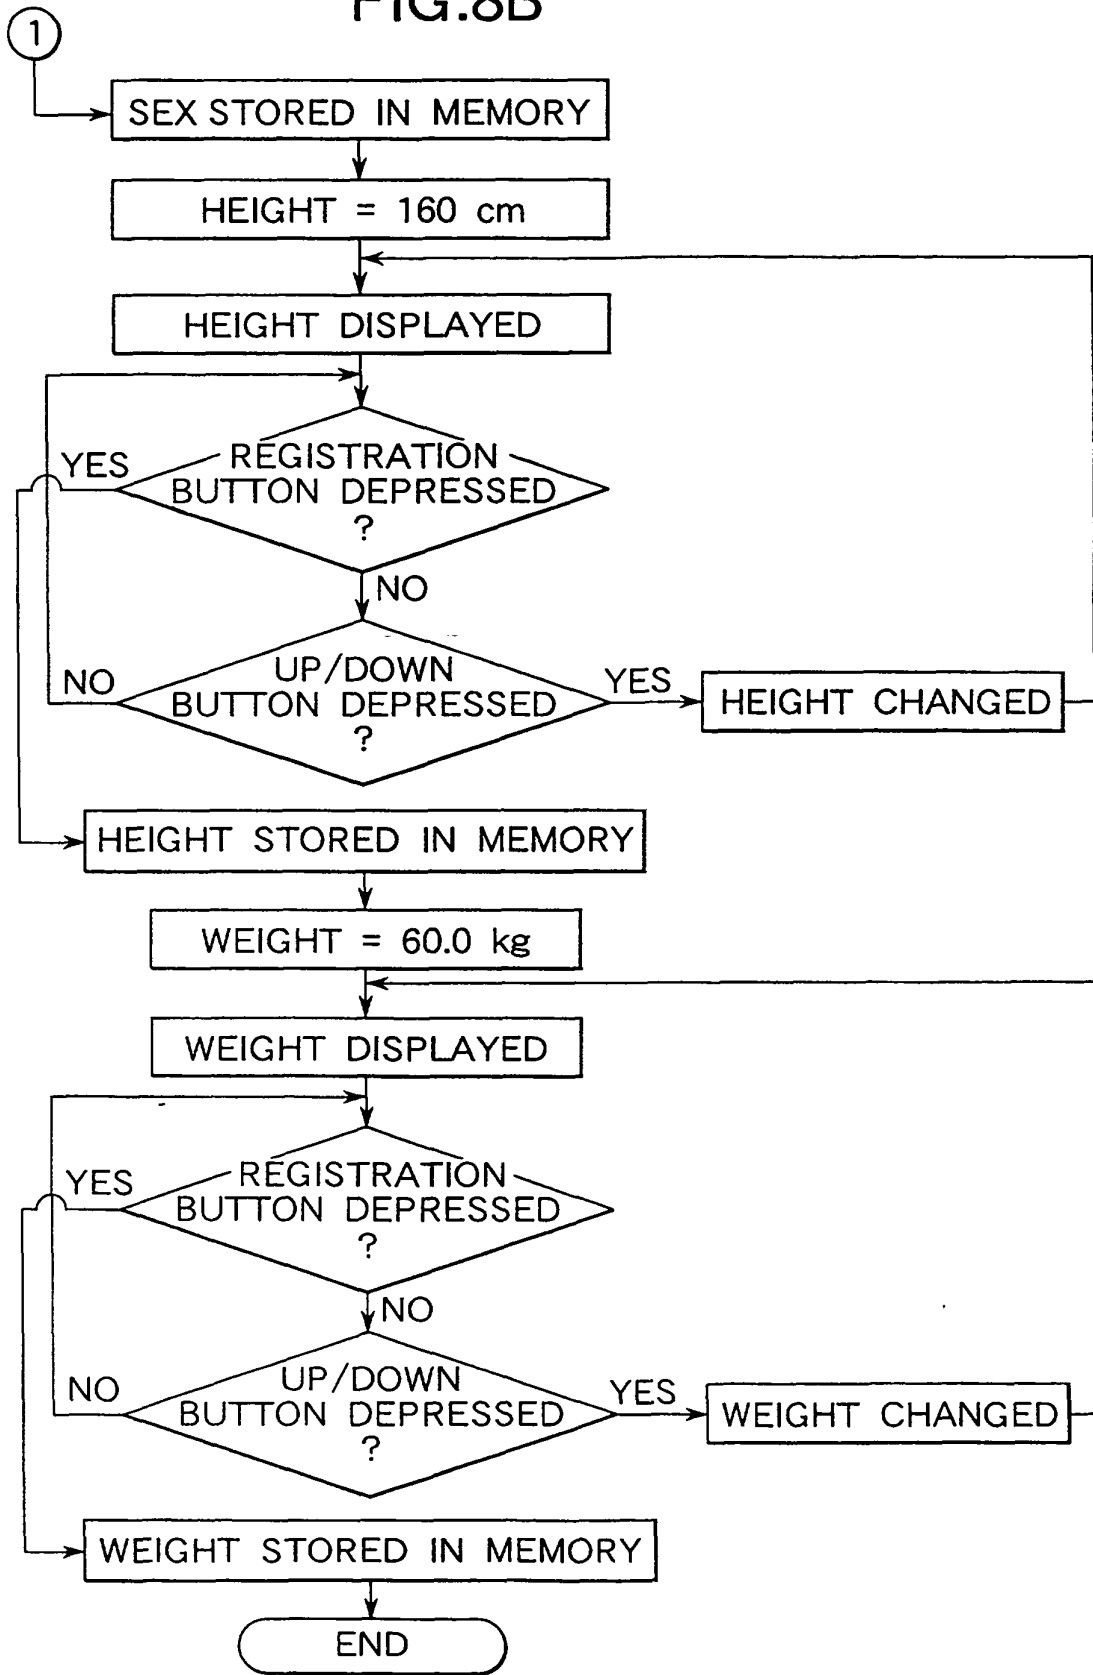 FIG.8B
1
SEX STORED IN MEMORY
HEIGHT = 160 cm
HEIGHT DISPLAYED
YES
REGISTRATION
BUTTON DEPRESSED
?
NO
NO
UP/DOWN
BUTTON DEPRESSED
?
YES
HEIGHT CHANGED
HEIGHT STORED IN MEMORY
WEIGHT = 60.0 kg
WEIGHT DISPLAYED
YES
REGISTRATION
BUTTON DEPRESSED
?
NO
NO
UP/DOWN
BUTTON DEPRESSED
?
YES
WEIGHT CHANGED
WEIGHT STORED IN MEMORY
END